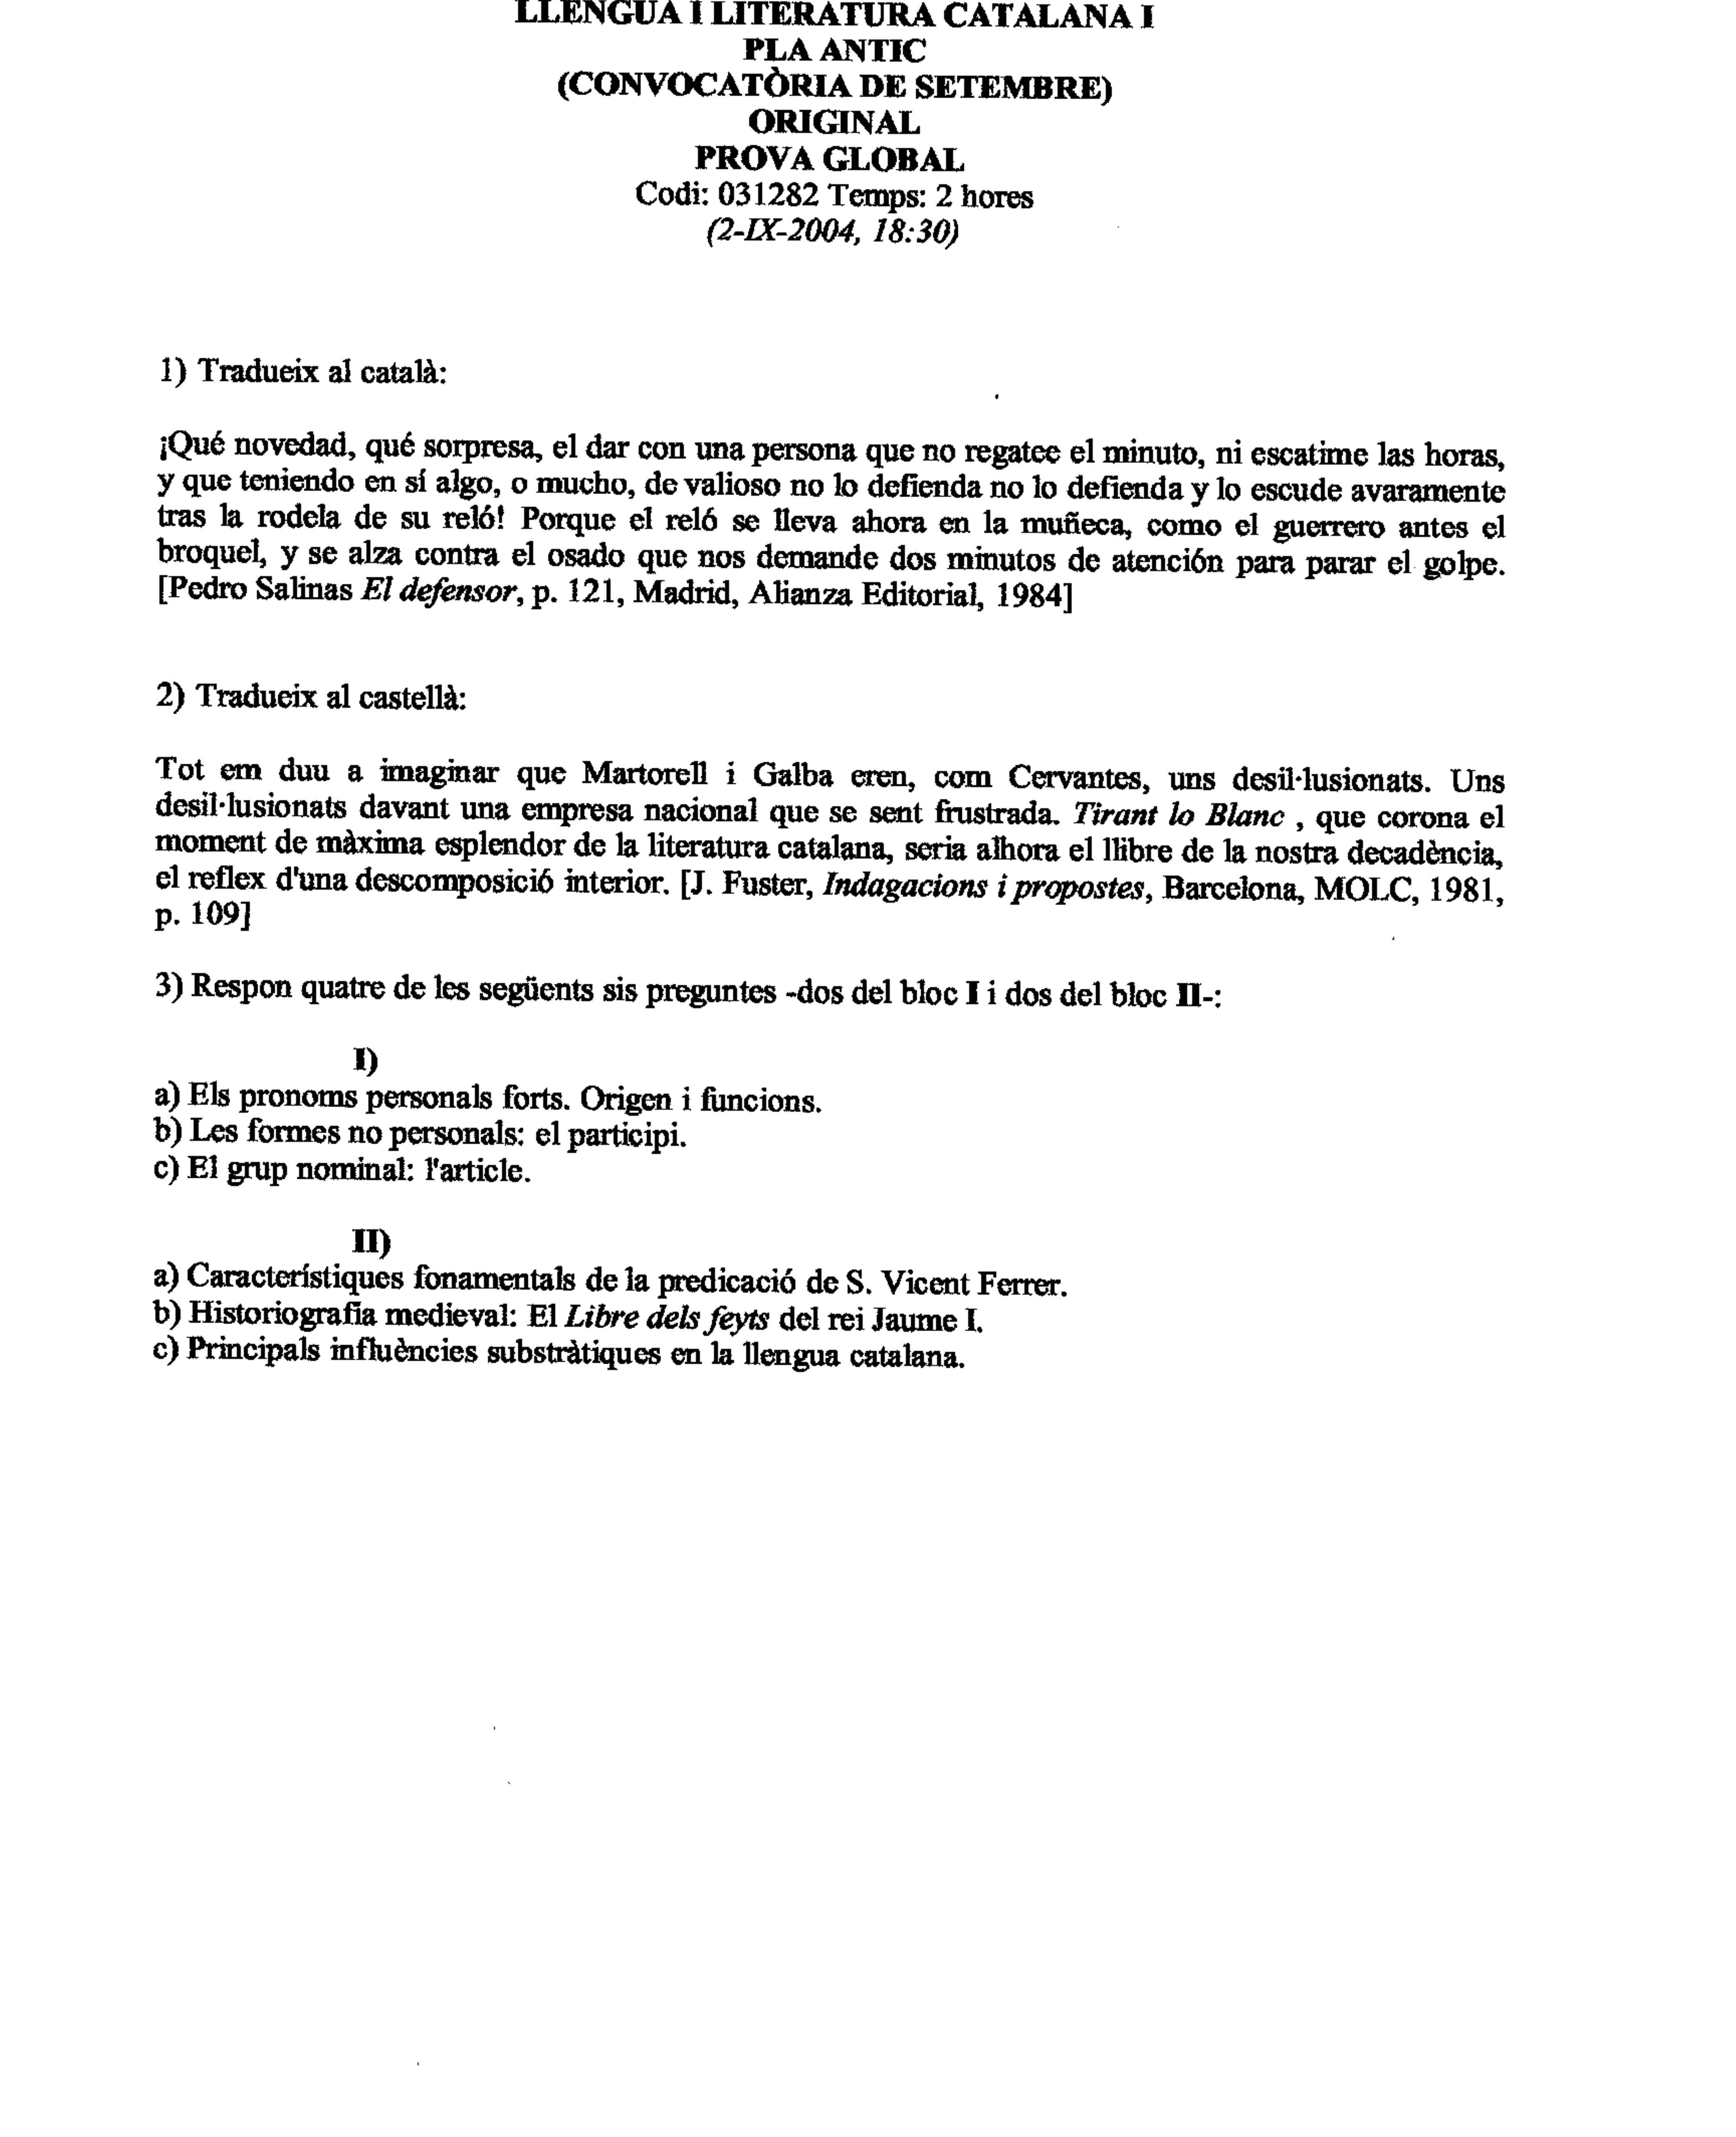 LLENGUA I LITERATURA CATALANA I
PLA ANTIC
(CONVOCATÒRIA DE SETEMBRE)
ORIGINAL
PROVA GLOBAL
Codi: 031282 Temps: 2 hores
(2-IX-2004, 18:30)
1) Tradueix al català:
¡Qué novedad, qué sorpresa, el dar con una persona que no regatee el minuto, ni escatime las horas,
y que teniendo en sí algo, o mucho, de valioso no lo defienda no lo defienda y lo escude avaramente
tras la rodela de su reló! Porque el reló se lleva ahora en la muñeca, como el guerrero antes el
broquel, y se alza contra el osado que nos demande dos minutos de atención para parar el golpe.
[Pedro Salinas El defensor, p. 121, Madrid, Alianza Editorial, 1984]
2) Tradueix al castellà:
Tot em duu a imaginar que Martorell i Galba eren, com Cervantes, uns desil·lusionats. Uns
desil·lusionats davant una empresa nacional que se sent frustrada. Tirant lo Blanc , que corona el
moment de màxima esplendor de la literatura catalana, seria alhora el llibre de la nostra decadència,
el reflex d'una descomposició interior. [J. Fuster, Indagacions i propostes, Barcelona, MOLC, 1981,
p. 109]
3) Respon quatre de les següents sis preguntes -dos del bloc I i dos del bloc II-:
I)
a) Els pronoms personals forts. Origen i funcions.
b) Les formes no personals: el participi.
c) El grup nominal: l'article.
II)
a) Característiques fonamentals de la predicació de S. Vicent Ferrer.
b) Historiografia medieval: El Libre dels feyts del rei Jaume I.
c) Principals influències substràtiques en la llengua catalana.